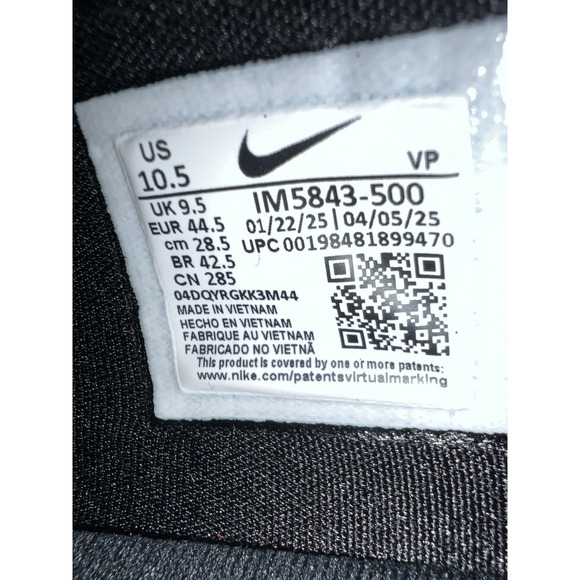 US
10.5
VP
UK 9.5
IM5843-500
EUR 44.5
01/22/25 | 04/05/25
cm 28.5
UPC 00198481899470
BR 42.5
CN 285
04DQYRGKK3M44
MADE IN VIETNAM
HECHO EN VIETNAM
FABRIQUE AU VIETNAM
FABRICADO NO VIETNÃ
This product is covered by one or more patents:
www.nike.com/patentsvirtualmarking